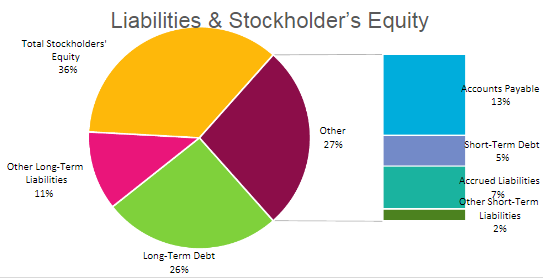 Liabilities & Stockholder's Equity
Total Stockholders'
Equity
36%
Other Long-Term
Liabilities
11%
Long-Term Debt
26%
Other
27%
Accounts Payable
13%
Short-Term Debt
5%
Accrued Liabilities
7%
Other Short-Term
Liabilities
2%